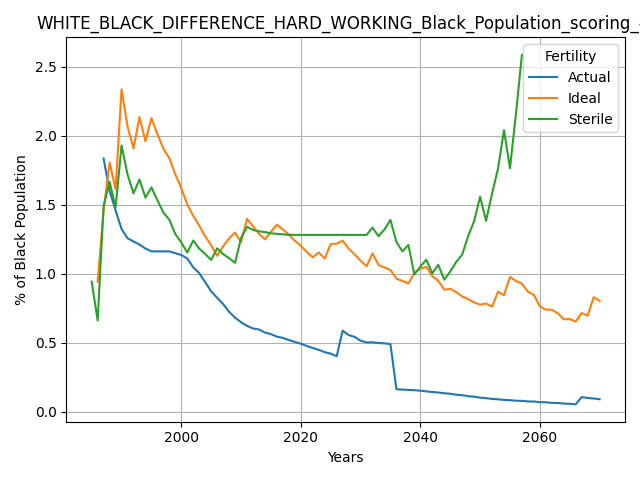 WHITE_BLACK_DIFFERENCE_HARD_WORKING_Black_Population_scoring_
Fertility
Actual
Ideal
Sterile
% of Black Population
2.5
2.0
1.5
1.0
0.5
0.0
2000
2020
2040
2060
Years